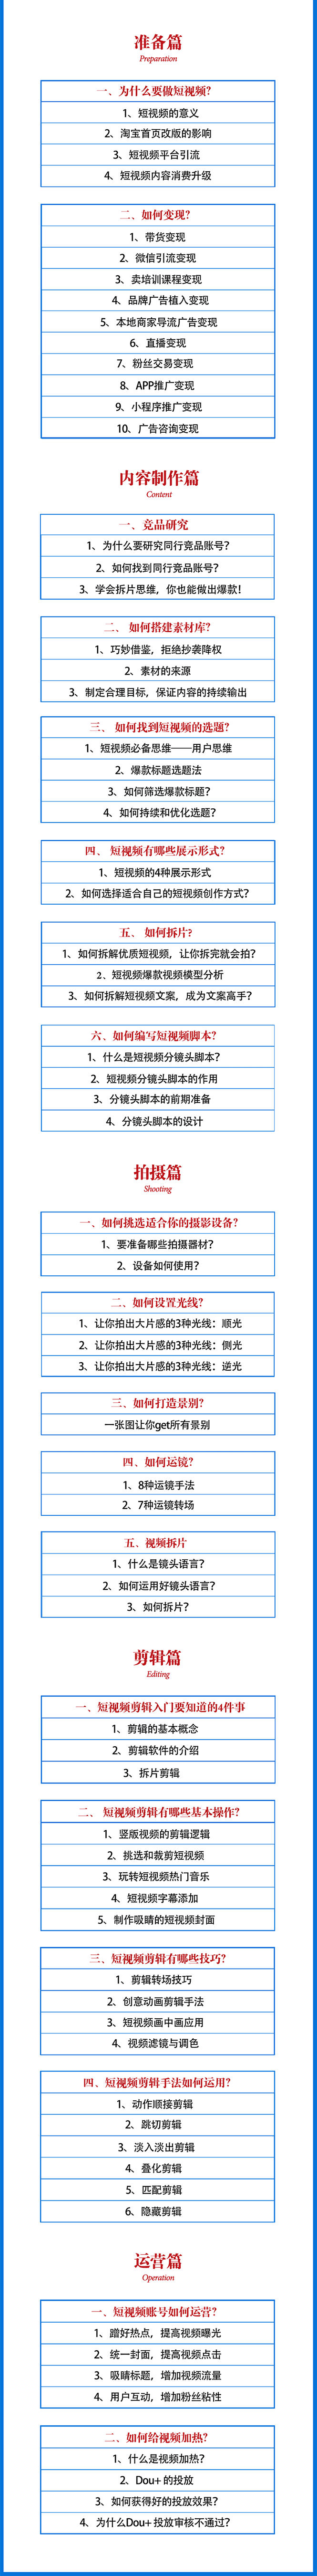 准备篇
Preparation
一、为什么要做短视频?
1、短视频的意义
2、淘宝首页改版的影响
3、短视频平台引流
4、短视频内容消费升级
二、如何变现?
1、带货变现
2、微信引流变现
3、卖培训课程变现
4、品牌广告植入变现
5、本地商家导流广告变现
6、直播变现
7、粉丝交易变现
8、APP推广变现
9、小程序推广变现
10、广告咨询变现
内容制作篇
Content
一、竞品研究
1、为什么要研究同行竞品账号?
2、如何找到同行竞品账号?
3、学会拆片思维，你也能做出爆款!
二、 如何搭建素材库?
1、巧妙借鉴，拒绝抄袭降权
2、素材的来源
3、制定合理目标，保证内容的持续输出
三、 如何找到短视频的选题?
1、短视频必备思维——用户思维
2、爆款标题选题法
3、如何筛选爆款标题?
4、如何持续和优化选题?
四、 短视频有哪些展示形式?
1、短视频的4种展示形式
2、如何选择适合自己的短视频创作方式?
五、 如何拆片?
1、如何拆解优质短视频，让你拆完就会拍?
2、短视频爆款视频模型分析
3、如何拆解短视频文案，成为文案高手?
六、如何编写短视频脚本?
1、什么是短视频分镜头脚本?
2、短视频分镜头脚本的作用
3、分镜头脚本的前期准备
4、分镜头脚本的设计
拍摄篇
Shooting
一、如何挑选适合你的摄影设备?
1、要准备哪些拍摄器材?
2、设备如何使用?
二、如何设置光线?
1、让你拍出大片感的3种光线：顺光
2、让你拍出大片感的3种光线：侧光
3、让你拍出大片感的3种光线：逆光
三、如何打造景别?
一张图让你get所有景别
四、如何运镜?
1、8种运镜手法
2、7种运镜转场
五、视频拆片
1、什么是镜头语言?
2、如何运用好镜头语言?
3、如何拆片?
剪辑篇
Editing
一、短视频剪辑入门要知道的4件事
1、剪辑的基本概念
2、剪辑软件的介绍
3、拆片剪辑
二、 短视频剪辑有哪些基本操作?
1、竖版视频的剪辑逻辑
2、挑选和裁剪短视频
3、玩转短视频热门音乐
4、短视频字幕添加
5、制作吸睛的短视频封面
三、短视频剪辑有哪些技巧?
1、剪辑转场技巧
2、创意动画剪辑手法
3、短视频画中画应用
4、视频滤镜与调色
四、短视频剪辑手法如何运用?
1、动作顺接剪辑
2、跳切剪辑
3、淡入淡出剪辑
4、叠化剪辑
5、匹配剪辑
6、隐藏剪辑
运营篇
Operation
一、短视频账号如何运营?
1、蹭好热点，提高视频曝光
2、统一封面，提高视频点击
3、吸睛标题，增加视频流量
4、用户互动，增加粉丝粘性
二、如何给视频加热?
1、什么是视频加热?
2、Dou+ 的投放
3、如何获得好的投放效果?
4、为什么Dou+ 投放审核不通过?